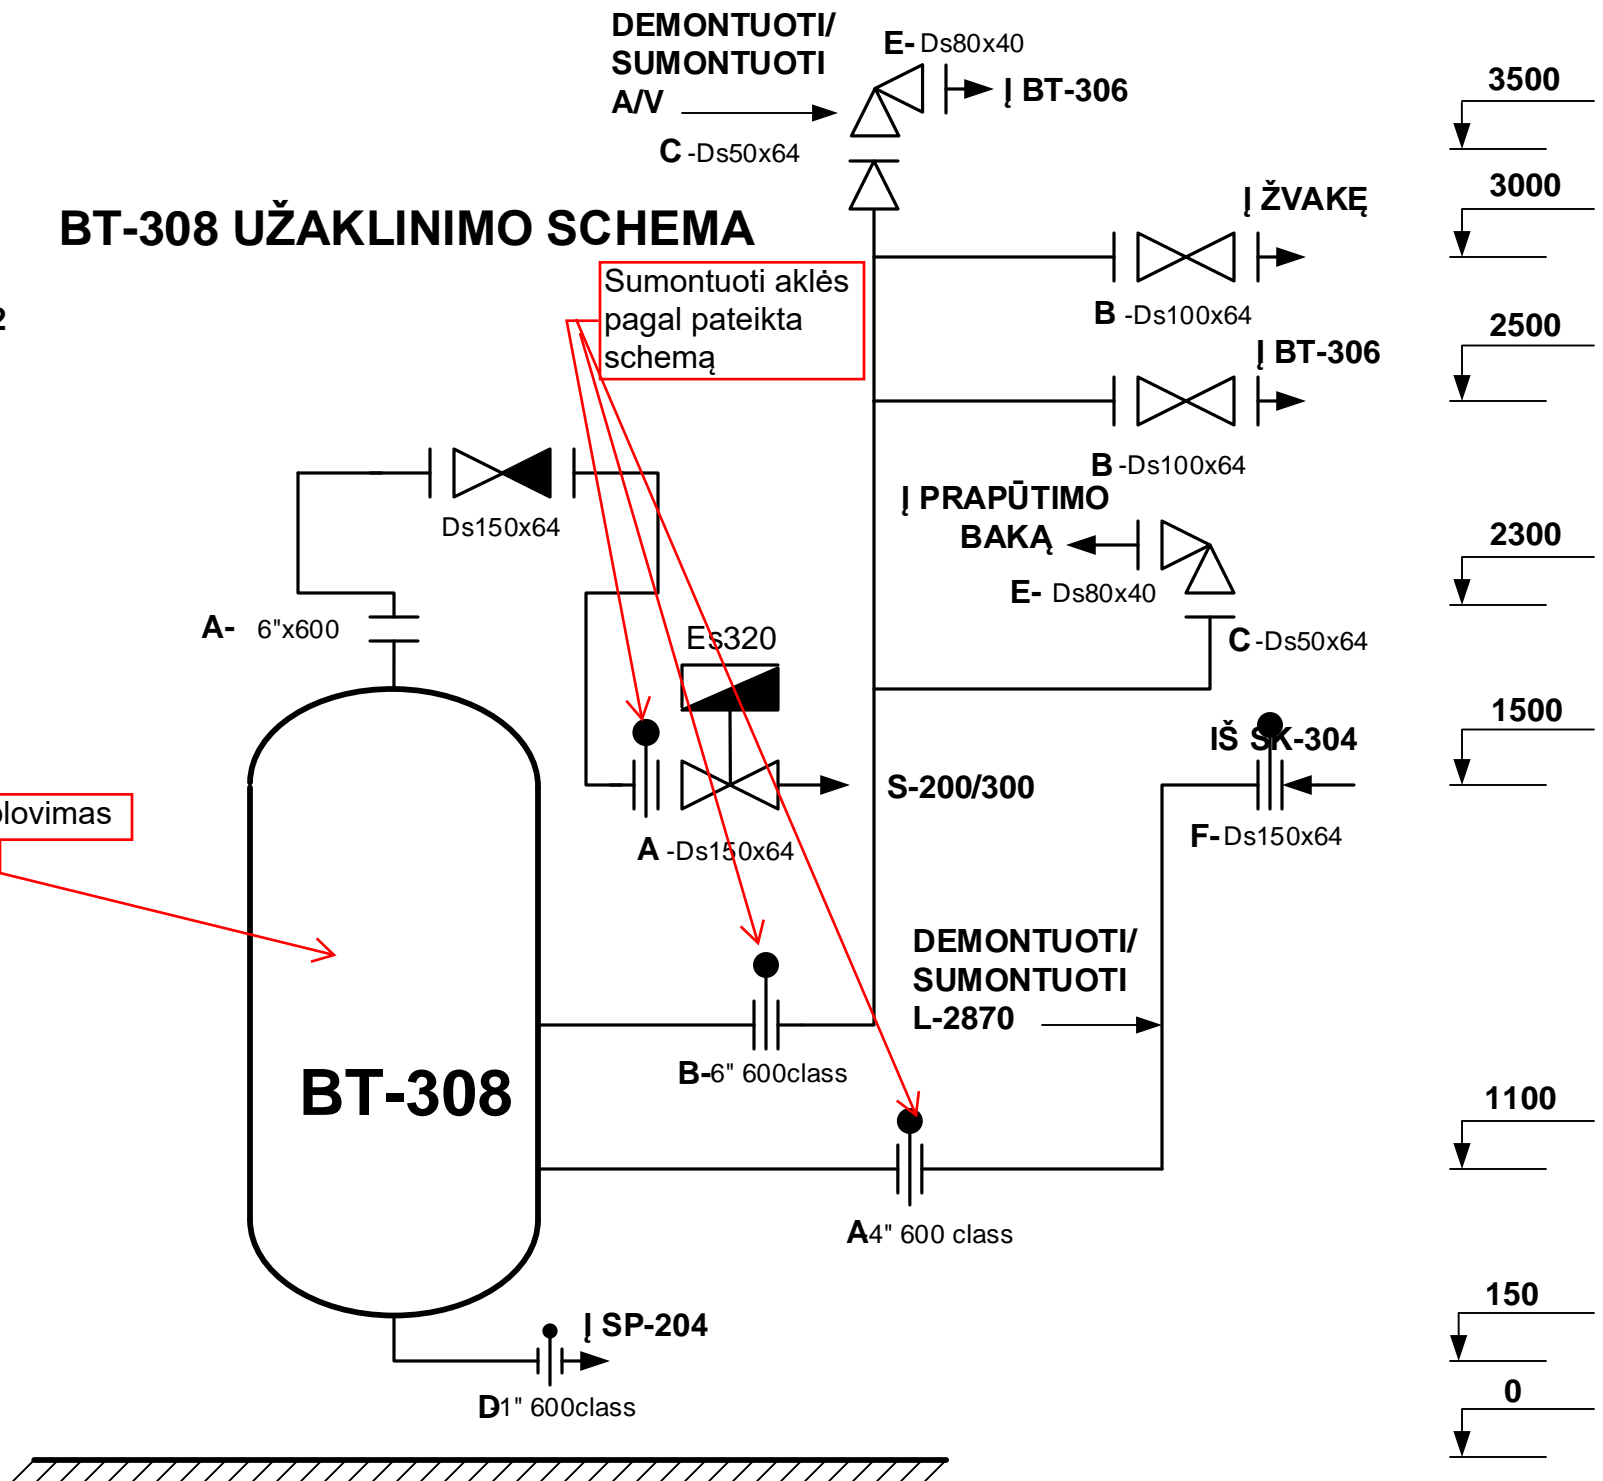 DEMONTUOTI/
SUMONTUOTI
A/V
E- Ds80x40
Į BT-306
C -Ds50x64
3500
BT-308 UŽAKLINIMO SCHEMA
Į ŽVAKĘ
3000
B -Ds100x64
Sumontuoti aklės
pagal pateikta
schemą
2
2500
Į BT-306
B -Ds100x64
Ds150x64
Į PRAPŪTIMO
BAKĄ
E- Ds80x40
2300
A- 6"x600
Es320
C -Ds50x64
1500
IŠ SK-304
S-200/300
F- Ds150x64
A -Ds150x64
plovimas
DEMONTUOTI/
SUMONTUOTI
L-2870
B-6" 600class
BT-308
1100
A4" 600 class
150
Į SP-204
D1" 600class
0